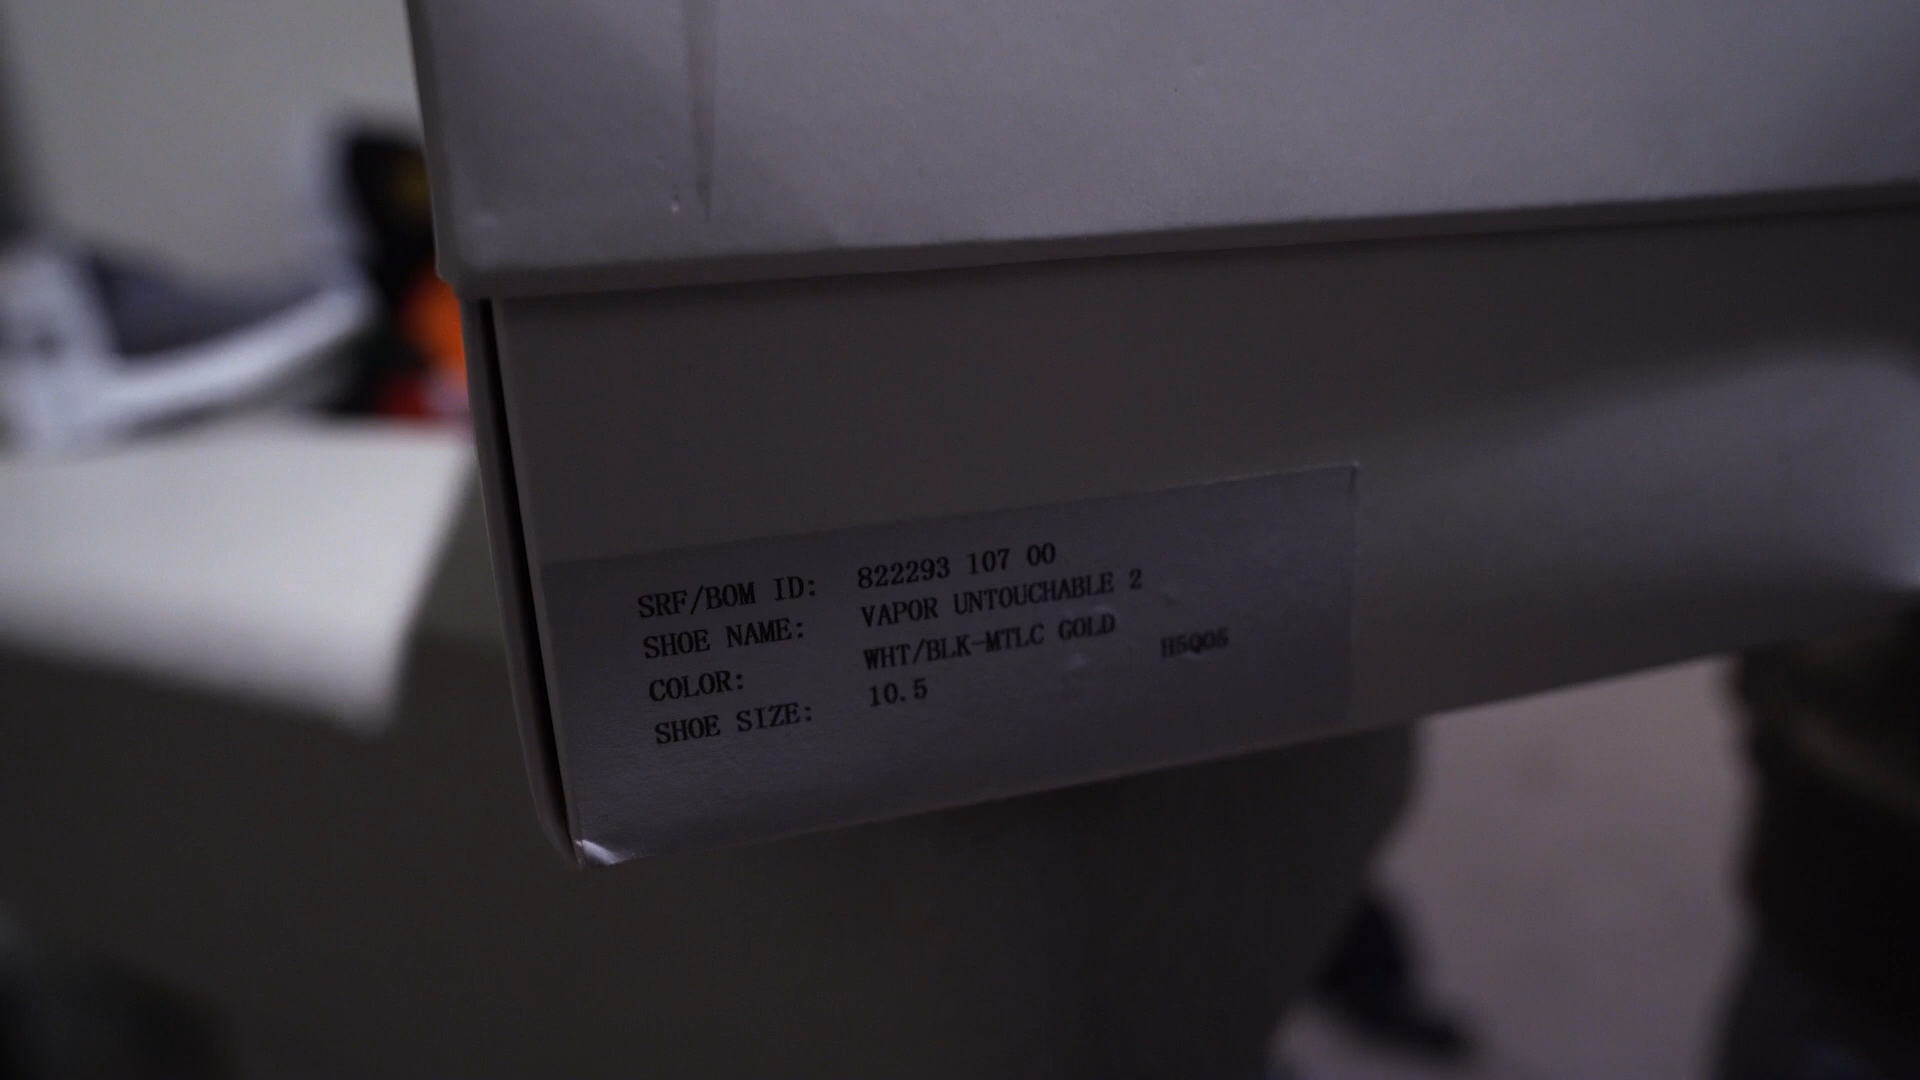 SRF/BOM ID: 822293 107 00
SHOE NAME: VAPOR UNTOUCHABLE 2
COLOR: WHT/BLK-MTLC GOLD
SHOE SIZE: 10.5 H5Q05